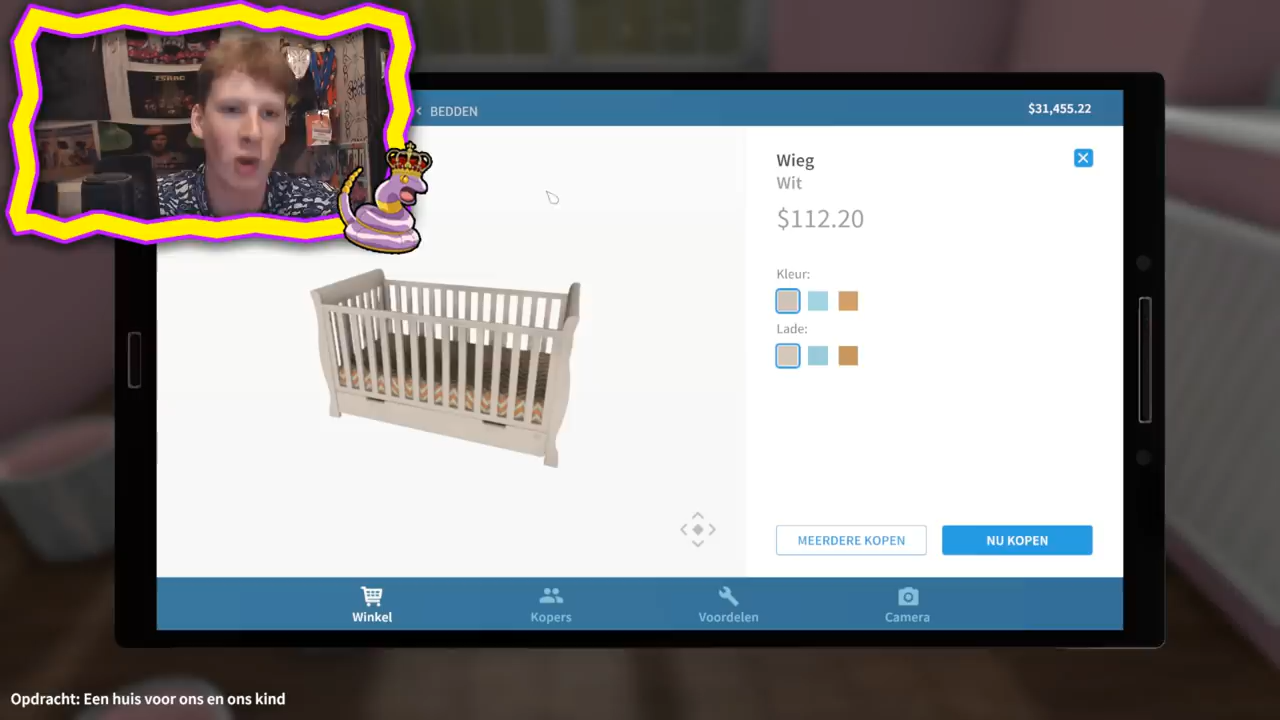 BEDDEN
$31,455.22
Wieg
Wit
$112.20
Kleur:
Lade:
MEERDERE KOPEN
NU KOPEN
Winkel
Kopers
Voordelen
Camera
Opdracht: Een huis voor ons en ons kind